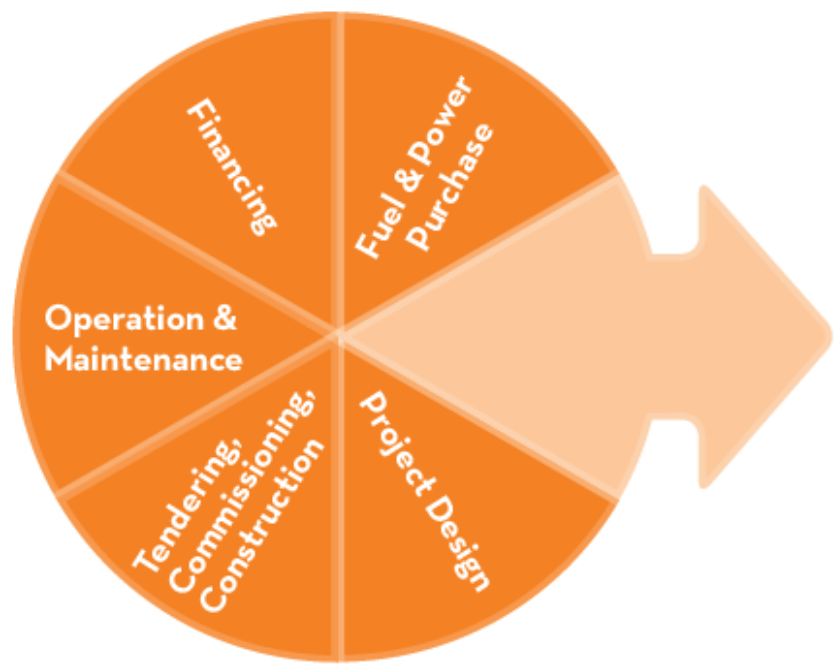 Financing
Fuel & Power
Purchase
Operation &
Maintenance
Tendering,
Commissioning,
Construction
Project Design